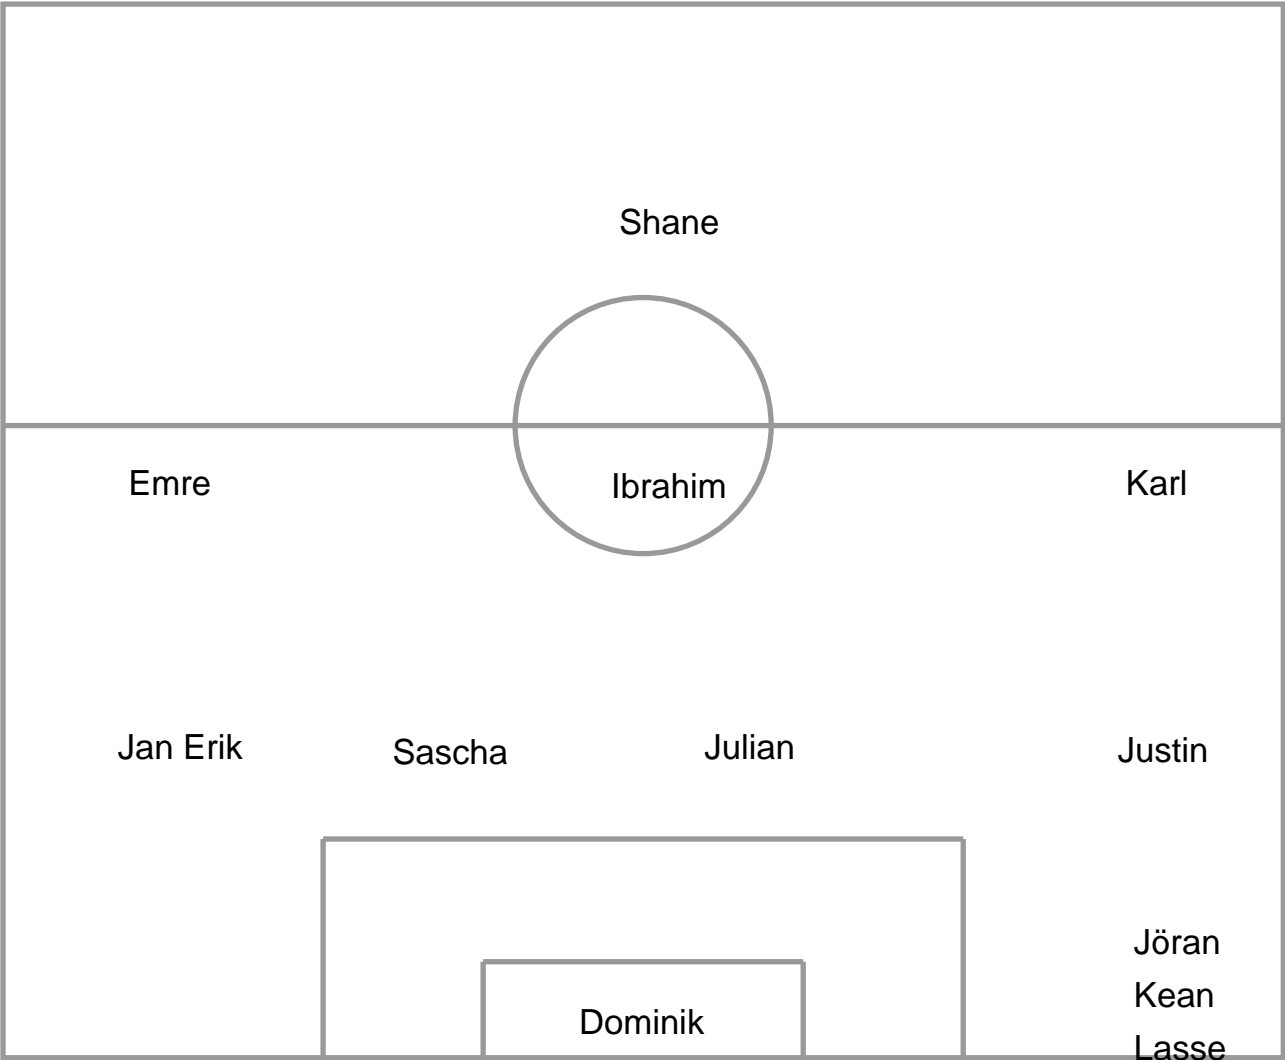 Shane
Emre
Ibrahim
Karl
Jan Erik
Sascha
Julian
Justin
Jöran
Kean
Dominik
Lasse